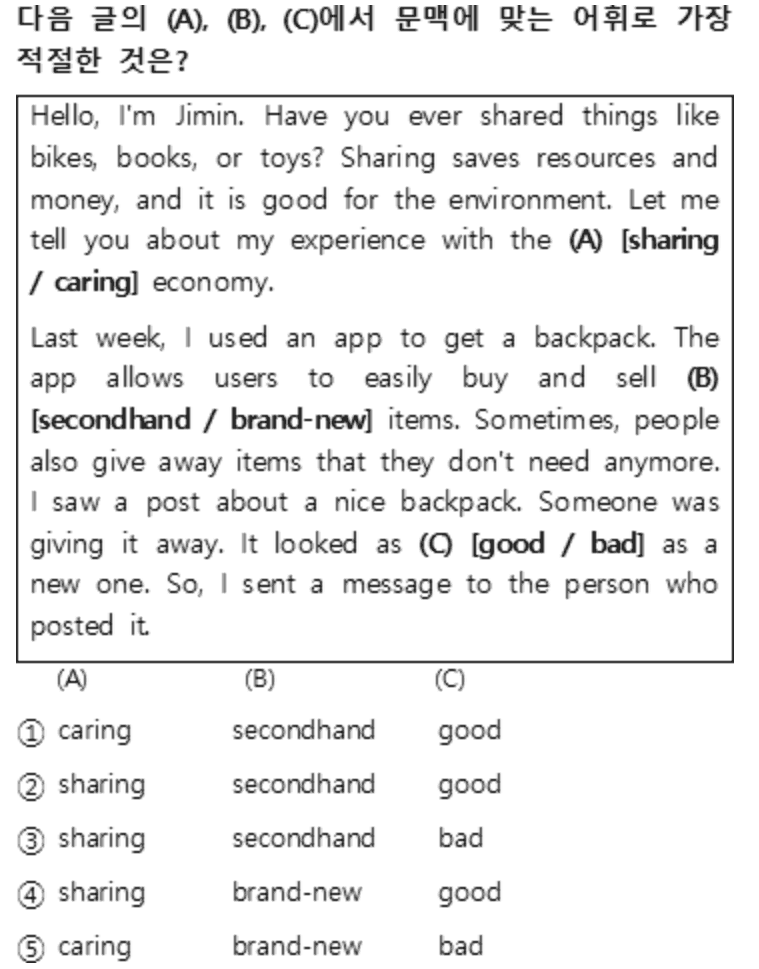 다음 글의 (A), (B), (C)에서 문맥에 맞는 어휘로 가장
적절한 것은?
Hello, I'm Jimin. Have you ever shared things like
bikes, books, or toys? Sharing saves resources and
money, and it is good for the environment. Let me
tell you about my experience with the (A) [sharing
/ caring] economy.
Last week, I used an app to get a backpack. The
app allows users to easily buy and sell (B)
[secondhand / brand-new] items. Sometimes, people
also give away items that they don't need anymore.
I saw a post about a nice backpack. Someone was
giving it away. It looked as (C) [good / bad] as a
new one. So, I sent a message to the person who
posted it.
(A) (B) (C)
① caring secondhand good
② sharing secondhand good
③ sharing secondhand bad
④ sharing brand-new good
⑤ caring brand-new bad